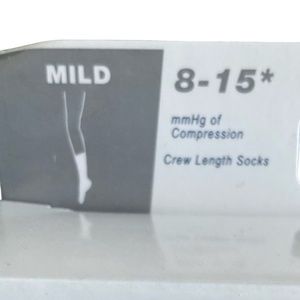 MILD
8-15*
mmHg of
Compression
Crew Length Socks